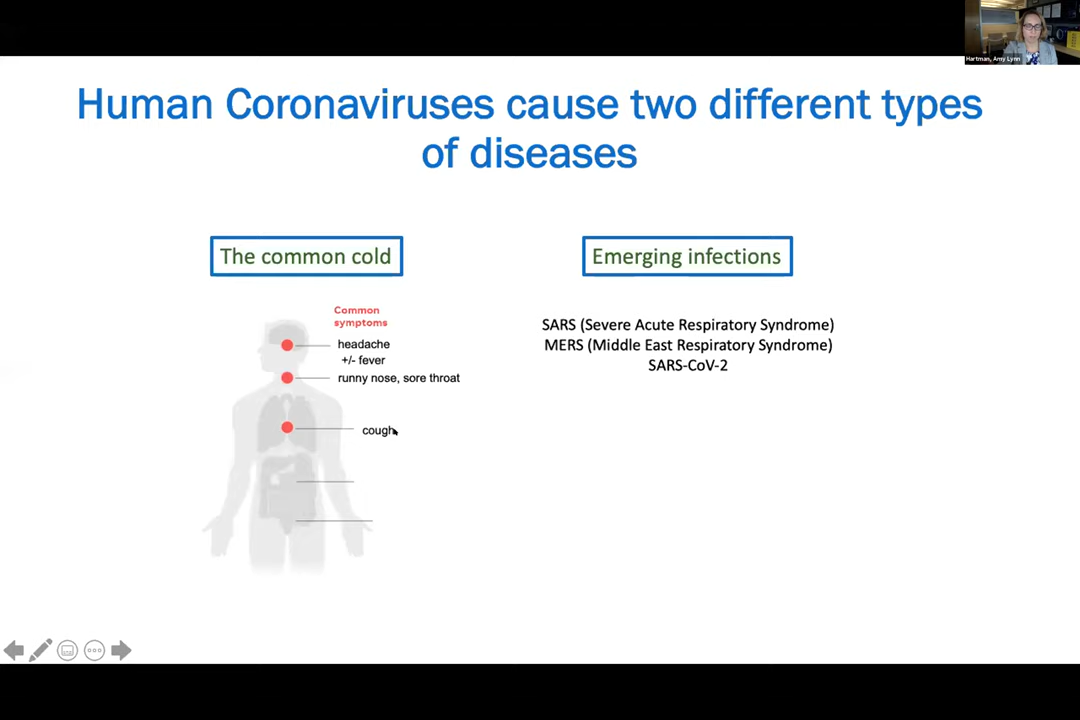 Hartman, Amy Lynn
Human Coronaviruses cause two different types
of diseases
The common cold
Common
symptoms
headache
+/- fever
runny nose, sore throat
cough
Emerging infections
SARS (Severe Acute Respiratory Syndrome)
MERS (Middle East Respiratory Syndrome)
SARS-CoV-2